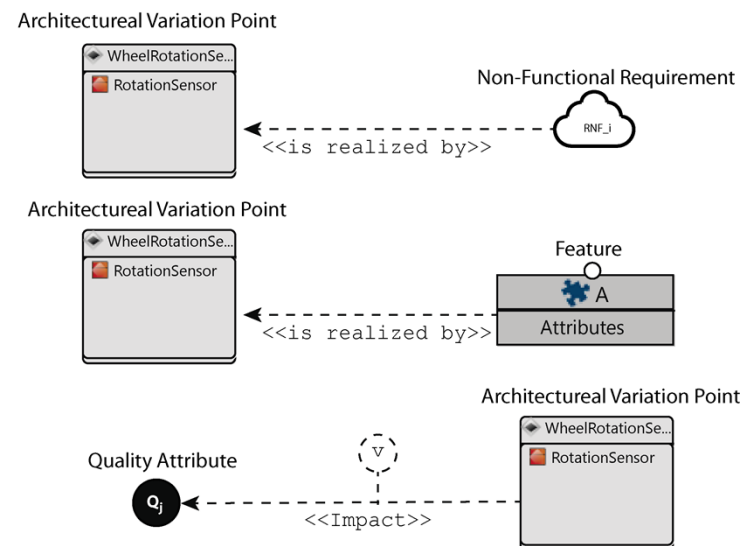 Architectureal Variation Point
WheelRotationSe...
RotationSensor
Non-Functional Requirement
RNF_i
<<is realized by>>
Architectureal Variation Point
WheelRotationSe...
RotationSensor
Feature
A
Attributes
<<is realized by>>
Architectureal Variation Point
WheelRotationSe...
RotationSensor
Quality Attribute
v
Qj
<<Impact>>